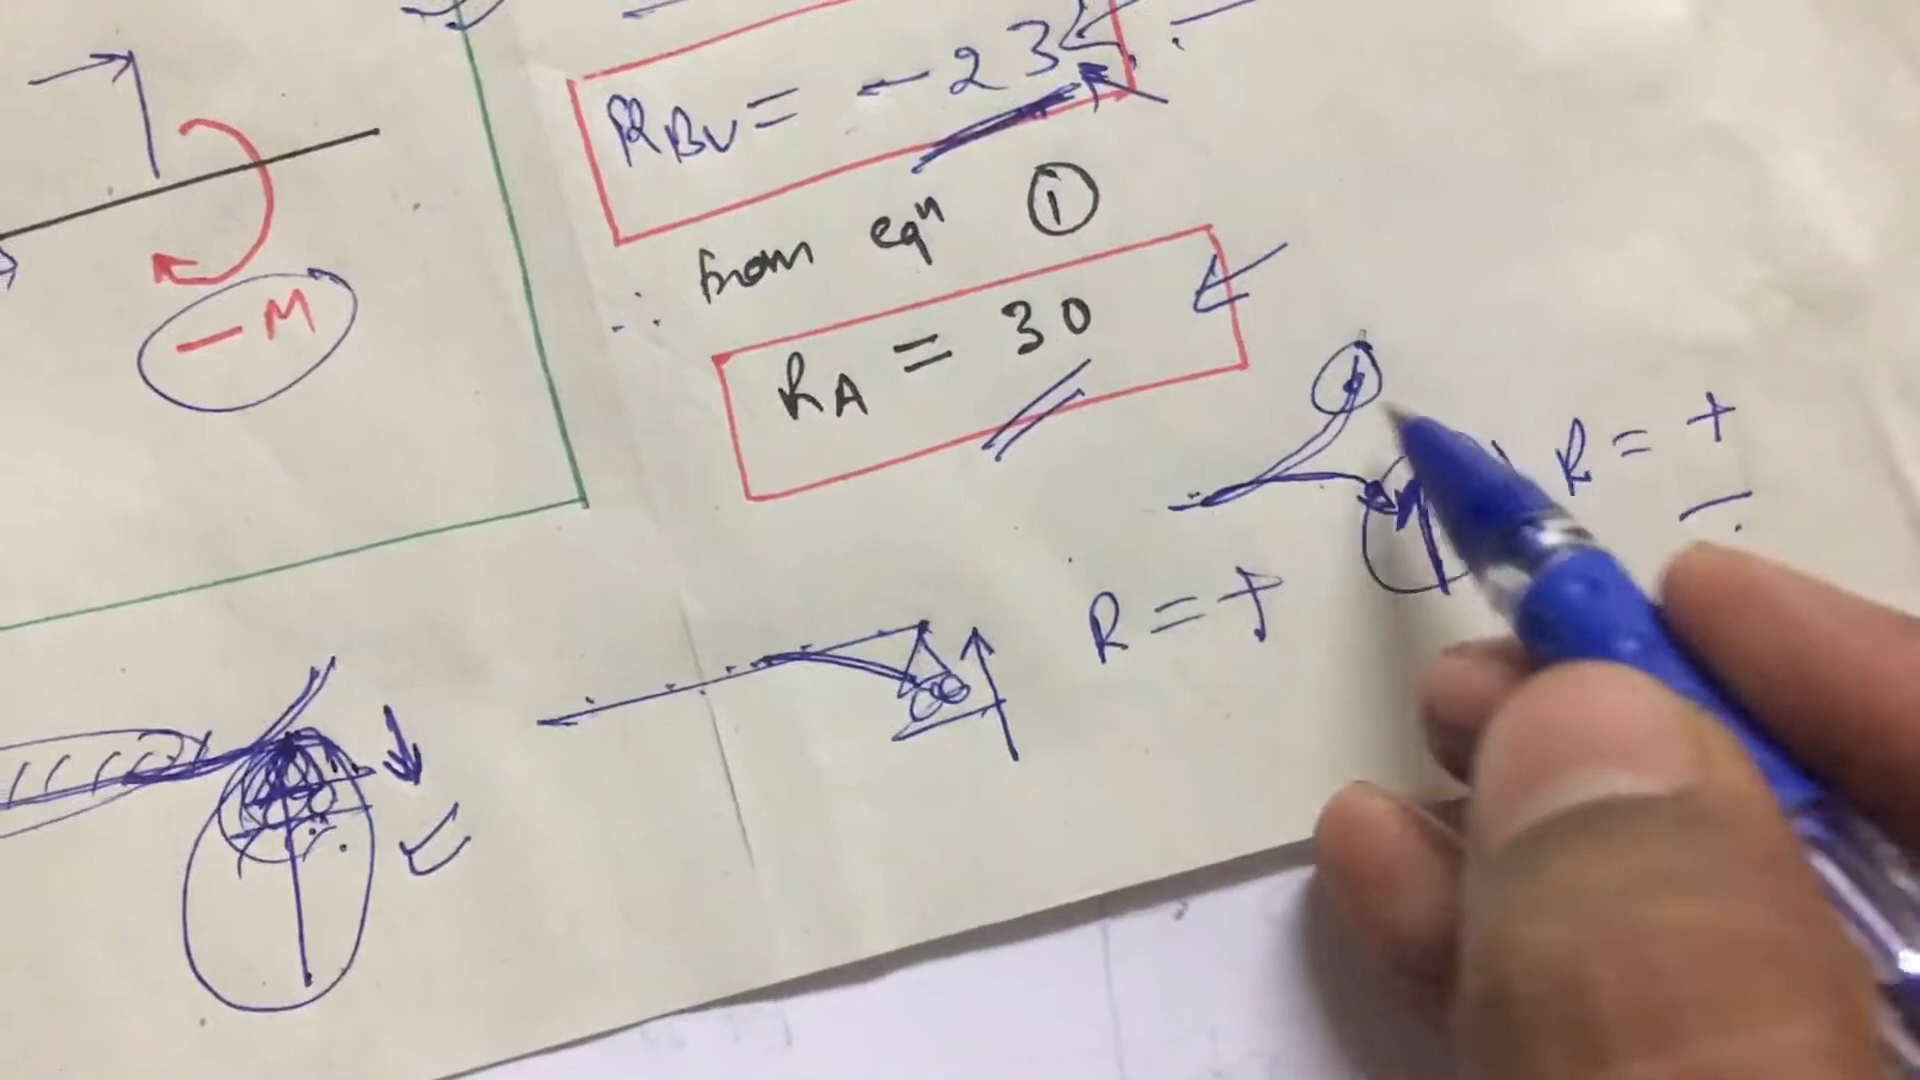 RBV = -23
∴ from eqⁿ ①
RA = 30
- M
R = +
R = +